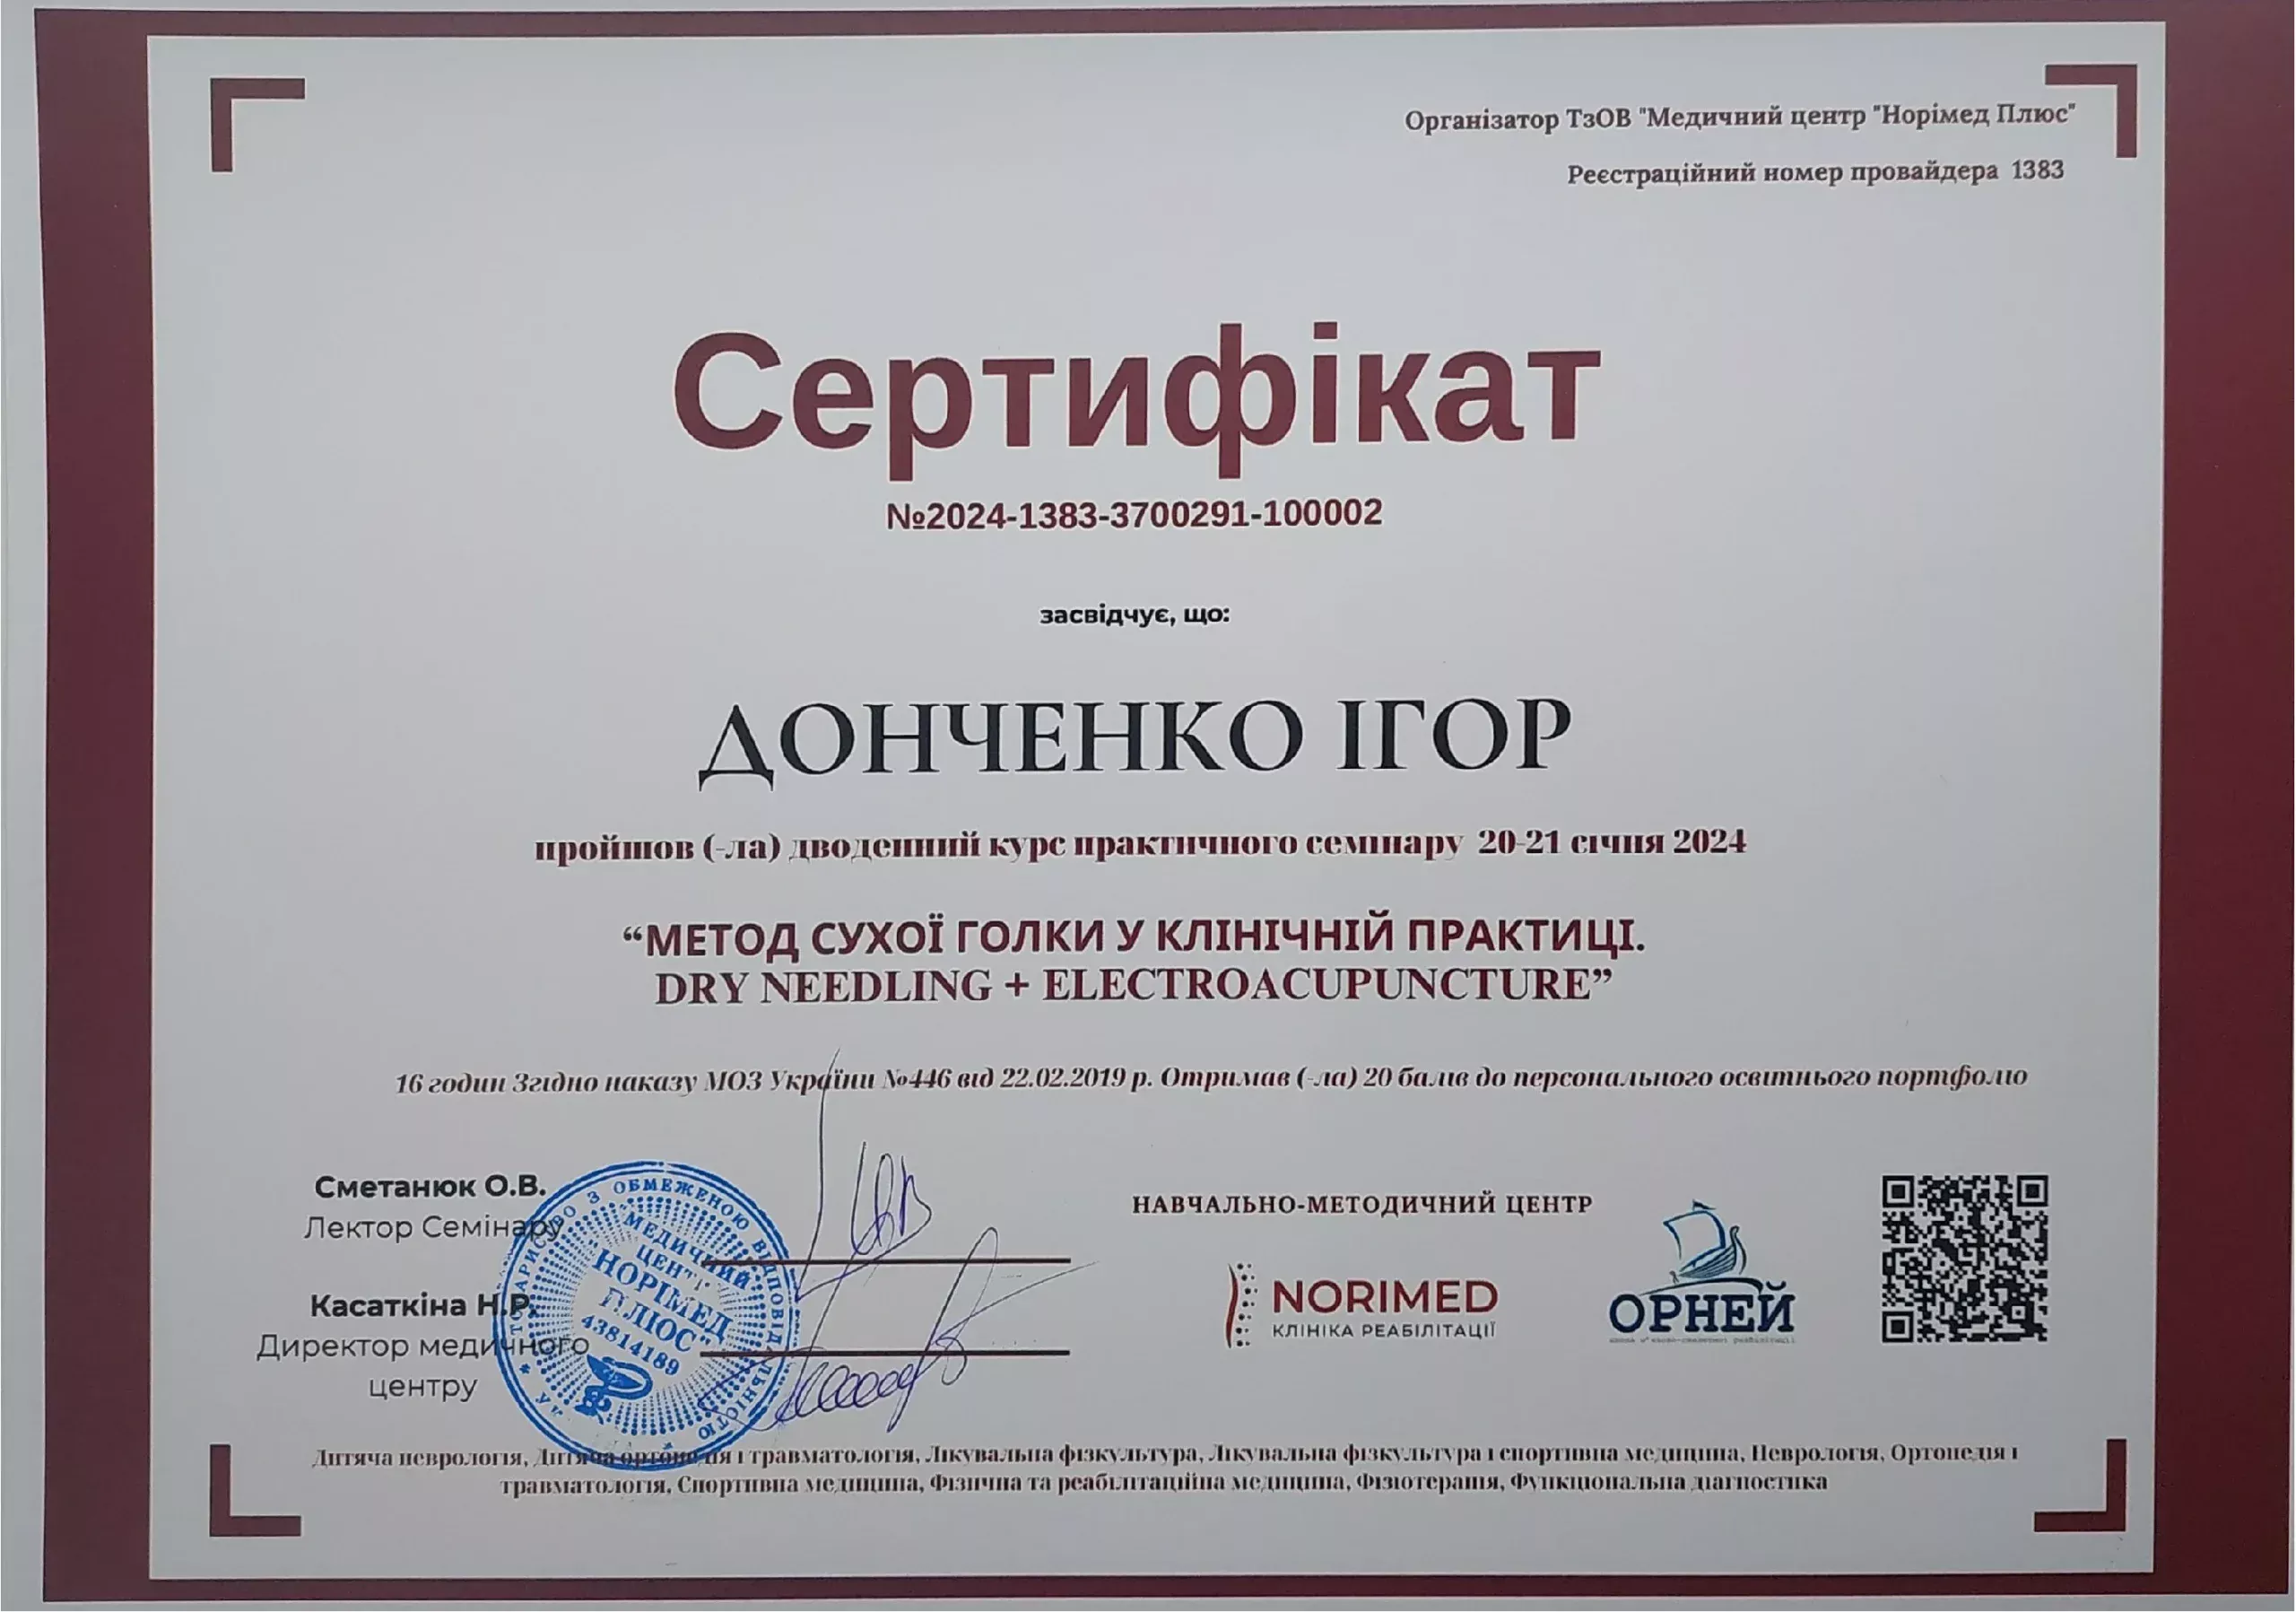 Організатор ТзОВ "Медичний центр "Норімед Плюс"
Реєстраційний номер провайдера 1383
Сертифікат
№2024-1383-3700291-100002
засвідчує, що:
ДОНЧЕНКО ІГОР
пройшов (-ла) дводенний курс практичного семінару 20-21 січня 2024
“МЕТОД СУХОЇ ГОЛКИ У КЛІНІЧНІЙ ПРАКТИЦІ.
DRY NEEDLING + ELECTROACUPUNCTURE”
16 годин Згідно наказу МОЗ України №446 від 22.02.2019 р. Отримав (-ла) 20 балів до персонального освітнього портфоліо
Сметанюк О.В.
Лектор Семінару
Касаткіна Н.Р.
Директор медичного
центру
ТОВАРИСТВО З ОБМЕЖЕНОЮ ВІДПОВІДАЛЬНІСТЮ
МЕДИЧНИЙ
ЦЕНТР
"НОРІМЕД
ПЛЮС"
43814189
НАВЧАЛЬНО-МЕТОДИЧНИЙ ЦЕНТР
NORIMED
КЛІНІКА РЕАБІЛІТАЦІЇ
ОРНЕЙ
Дитяча неврологія, Дитяча ортопедія і травматологія, Лікувальна фізкультура, Лікувальна фізкультура і спортивна медицина, Неврологія, Ортопедія і
травматологія, Спортивна медицина, Фізична та реабілітаційна медицина, Фізіотерапія, Функціональна діагностика